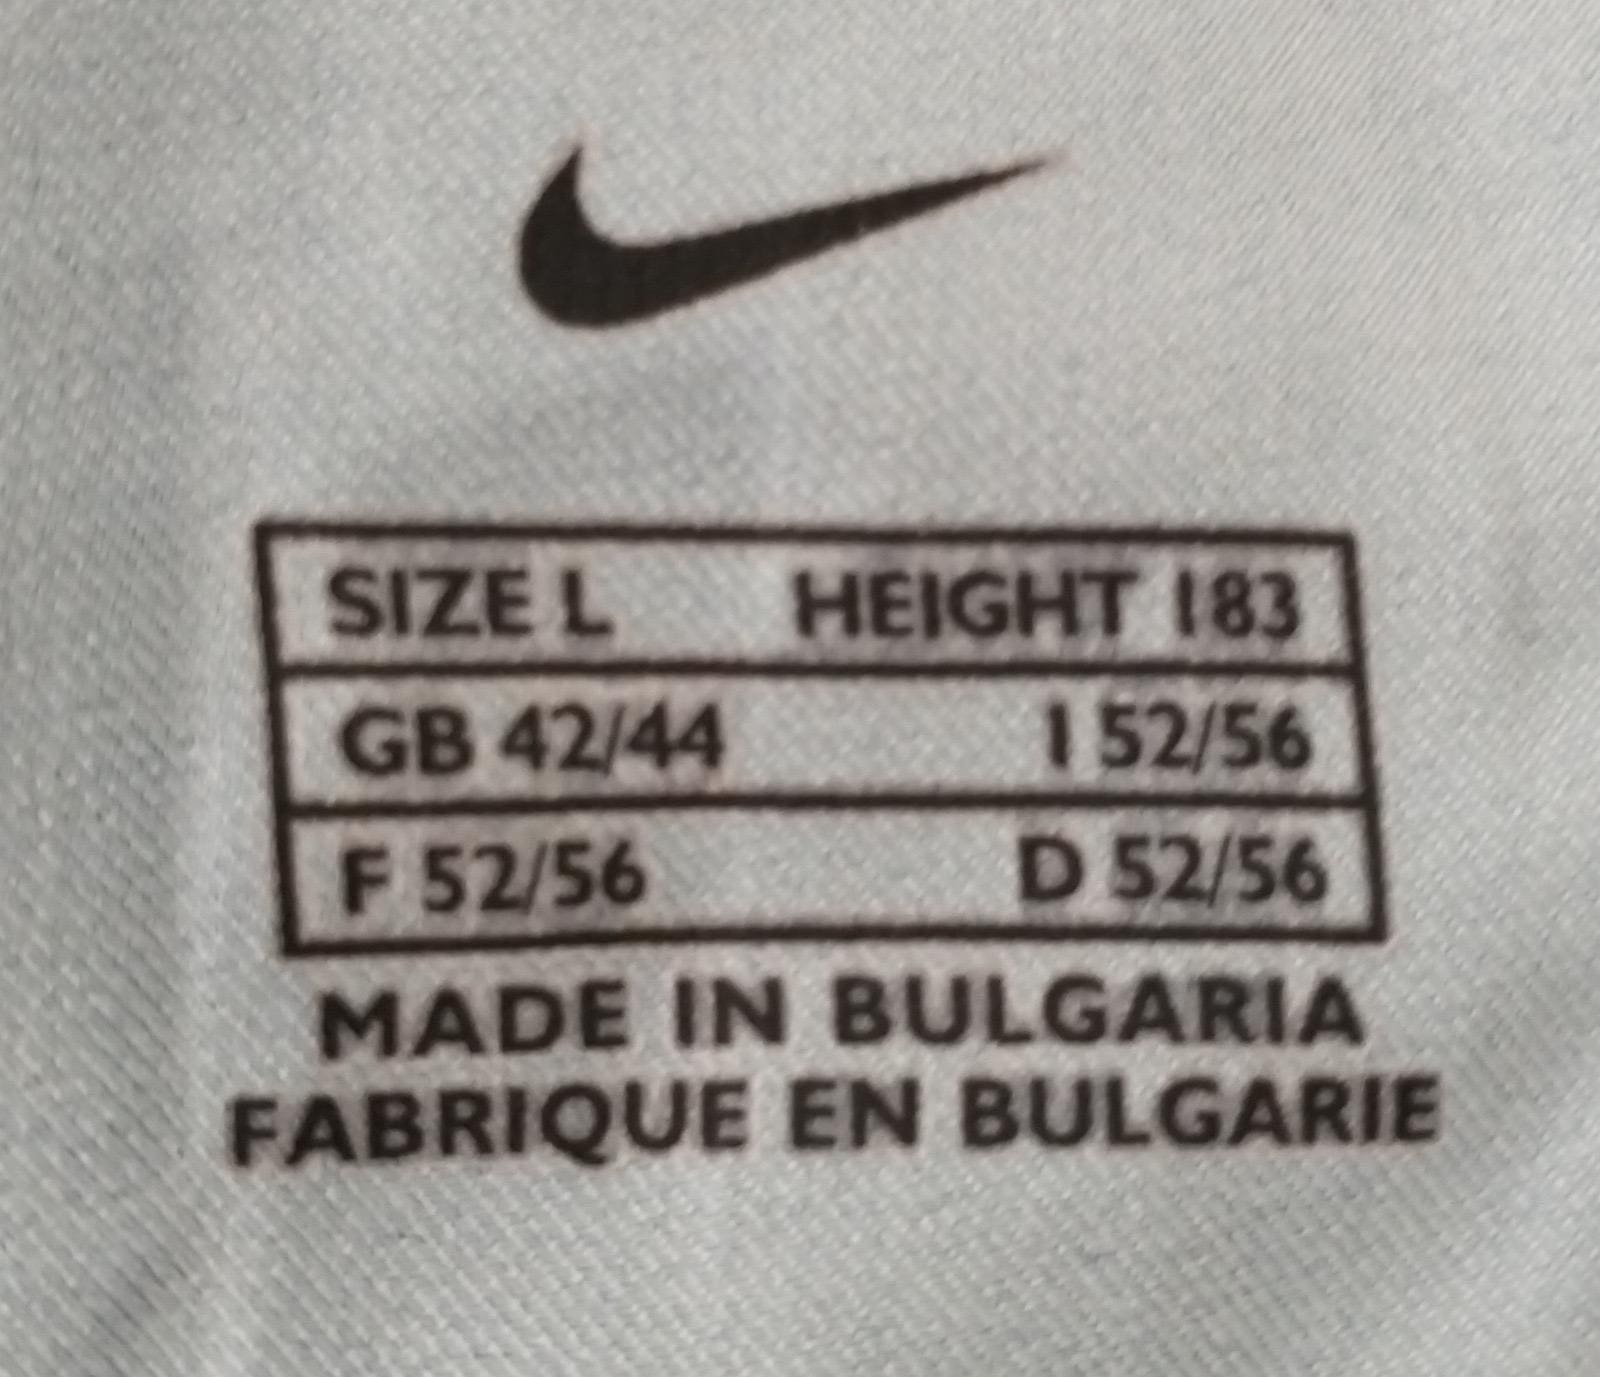 SIZE L HEIGHT 183
GB 42/44 I 52/56
F 52/56 D 52/56
MADE IN BULGARIA
FABRIQUE EN BULGARIE